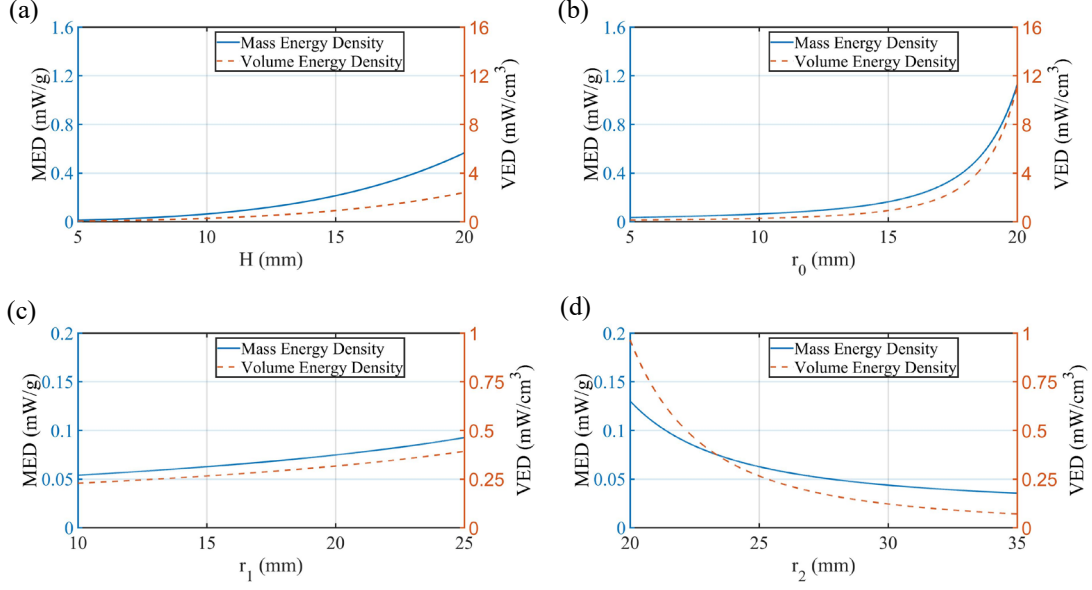 (a)
1.6
1.2
0.8
0.4
0
MED (mW/g)
Mass Energy Density
Volume Energy Density
16
12
8
4
0
VED (mW/cm³)
5
10
15
20
H (mm)
(b)
1.6
1.2
0.8
0.4
0
MED (mW/g)
Mass Energy Density
Volume Energy Density
16
12
8
4
0
VED (mW/cm³)
5
10
15
20
r₀ (mm)
(c)
0.2
0.15
0.1
0.05
0
MED (mW/g)
Mass Energy Density
Volume Energy Density
1
0.75
0.5
0.25
0
VED (mW/cm³)
10
15
20
25
r₁ (mm)
(d)
0.2
0.15
0.1
0.05
0
MED (mW/g)
Mass Energy Density
Volume Energy Density
1
0.75
0.5
0.25
0
VED (mW/cm³)
20
25
30
35
r₂ (mm)